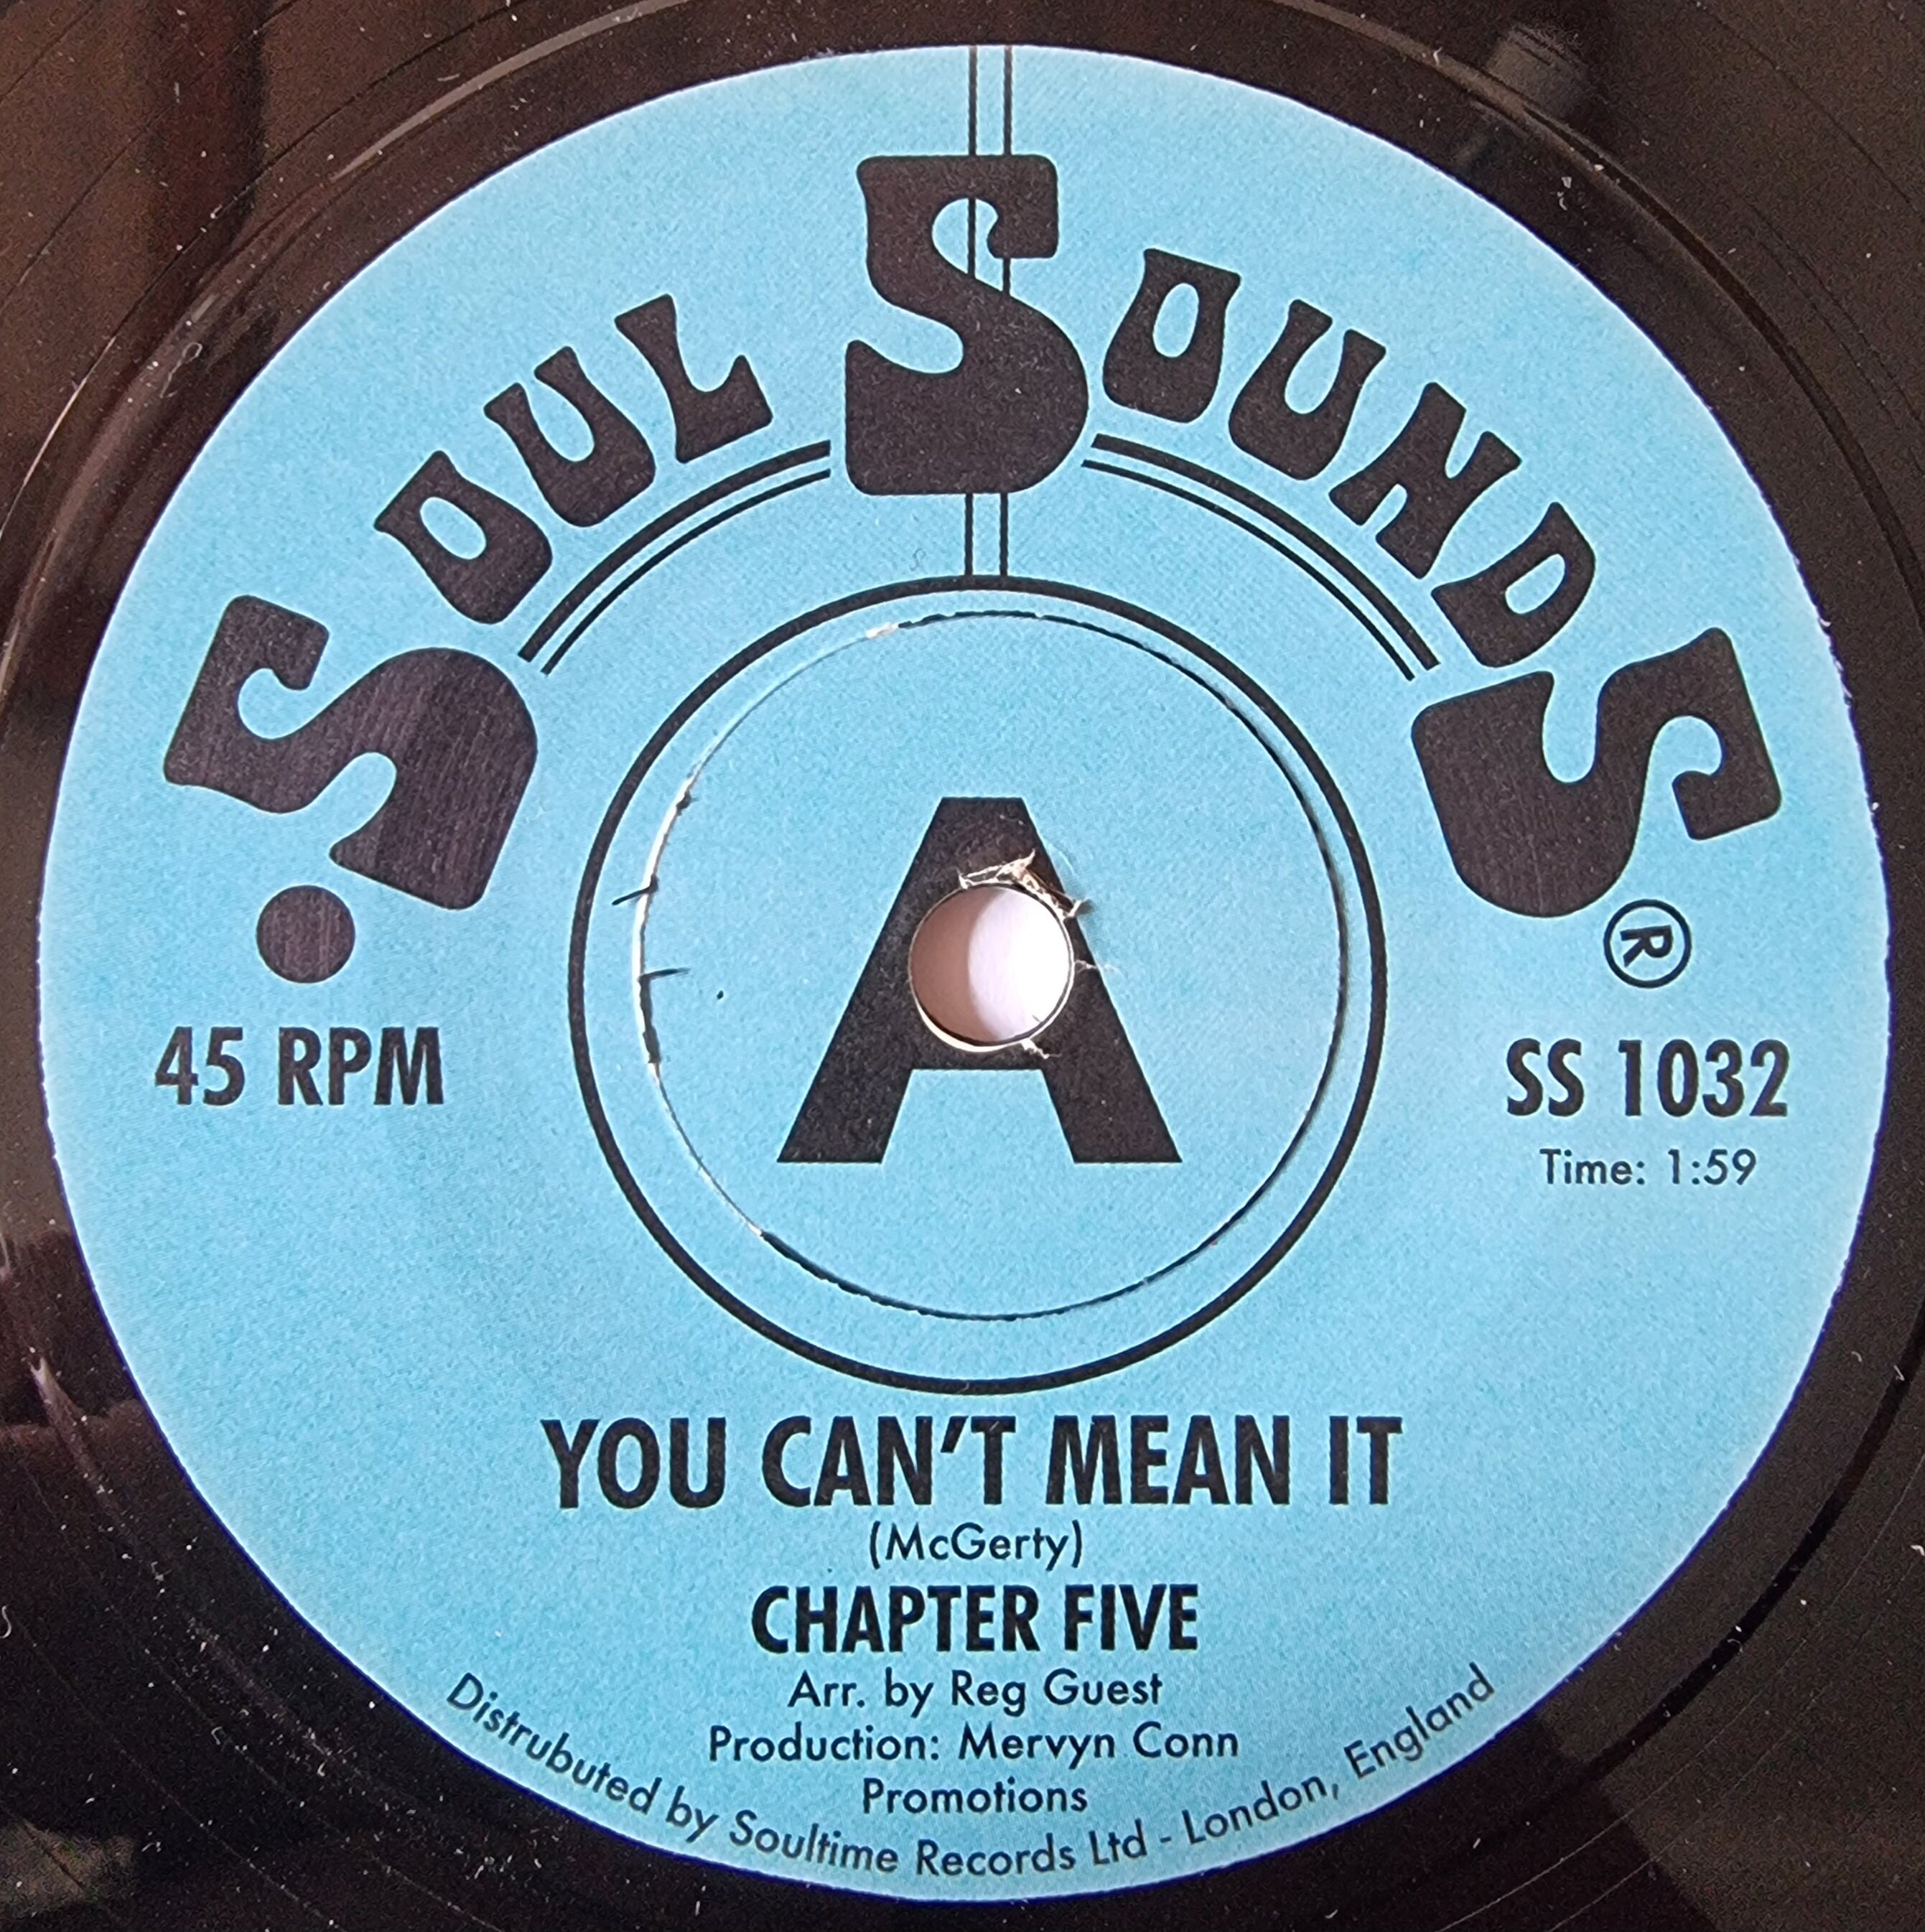 SOUL SOUNDS
®
45 RPM
SS 1032
Time: 1:59
A
YOU CAN'T MEAN IT
(McGerty)
CHAPTER FIVE
Arr. by Reg Guest
Production: Mervyn Conn
Promotions
Distrubuted by Soultime Records Ltd - London, England